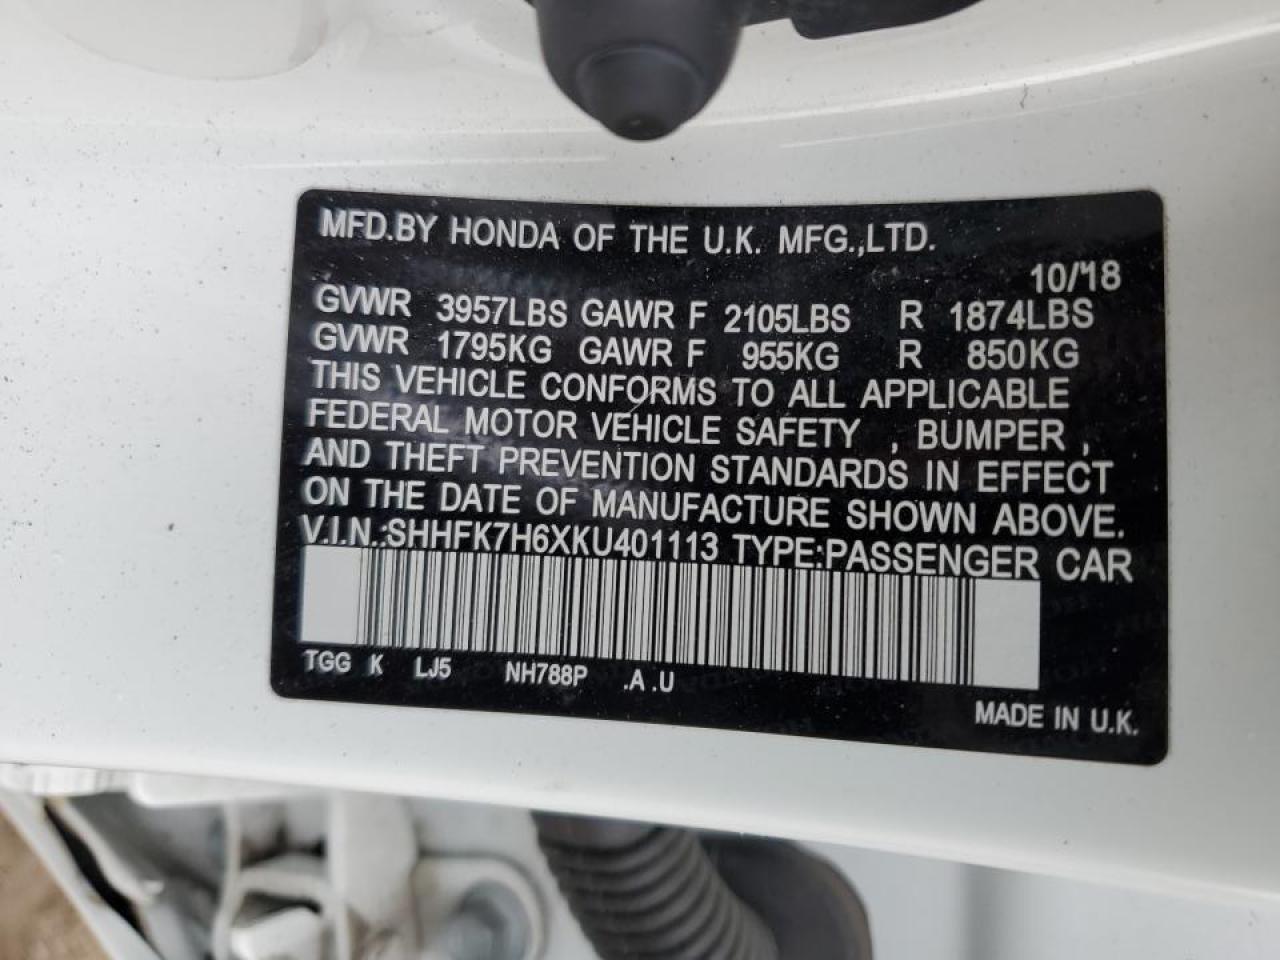 MFD.BY HONDA OF THE U.K. MFG.,LTD.
10/'18
GVWR 3957LBS GAWR F 2105LBS R 1874LBS
GVWR 1795KG GAWR F 955KG R 850KG
THIS VEHICLE CONFORMS TO ALL APPLICABLE
FEDERAL MOTOR VEHICLE SAFETY , BUMPER ,
AND THEFT PREVENTION STANDARDS IN EFFECT
ON THE DATE OF MANUFACTURE SHOWN ABOVE.
V.I.N.:SHHFK7H6XKU401113 TYPE:PASSENGER CAR
TGG K LJ5 NH788P .A .U
MADE IN U.K.